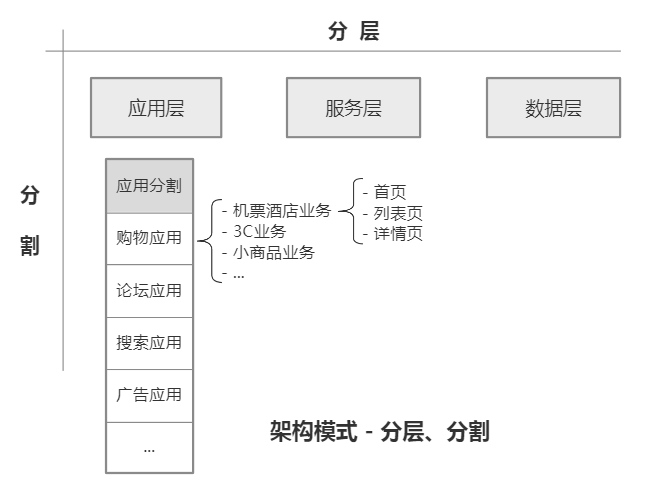 分 层
应用层
服务层
数据层
分
割
应用分割
购物应用
论坛应用
搜索应用
广告应用
...
- 机票酒店业务
- 3C业务
- 小商品业务
- ...
- 首页
- 列表页
- 详情页
架构模式 - 分层、分割